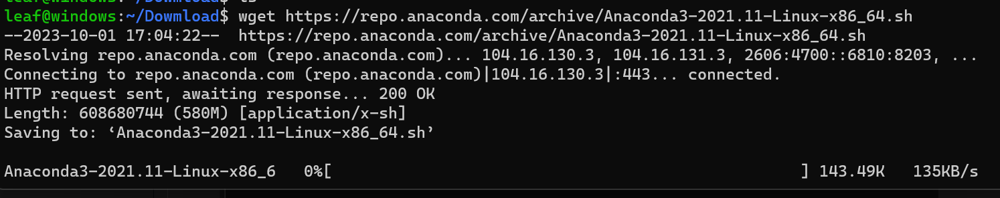 leaf@windows:~/Dowmload$ wget https://repo.anaconda.com/archive/Anaconda3-2021.11-Linux-x86_64.sh
--2023-10-01 17:04:22--  https://repo.anaconda.com/archive/Anaconda3-2021.11-Linux-x86_64.sh
Resolving repo.anaconda.com (repo.anaconda.com)... 104.16.130.3, 104.16.131.3, 2606:4700::6810:8203, ...
Connecting to repo.anaconda.com (repo.anaconda.com)|104.16.130.3|:443... connected.
HTTP request sent, awaiting response... 200 OK
Length: 608680744 (580M) [application/x-sh]
Saving to: ‘Anaconda3-2021.11-Linux-x86_64.sh’
Anaconda3-2021.11-Linux-x86_6   0%[                                                  ] 143.49K   135KB/s